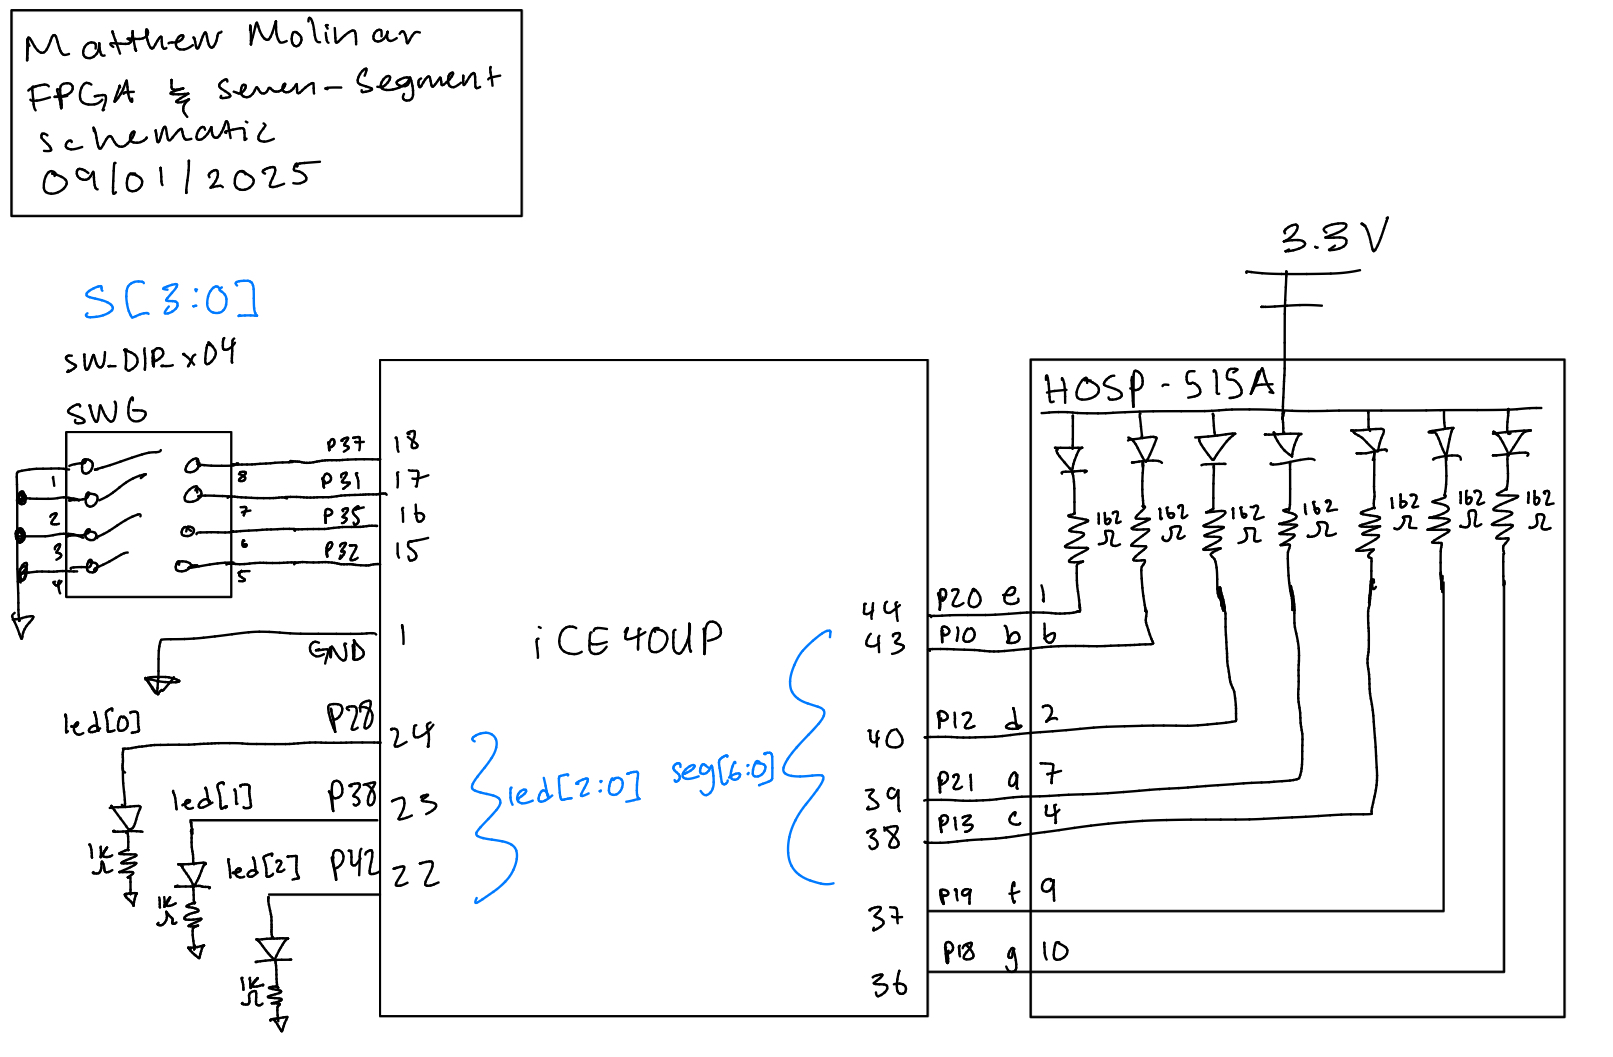 Matthew Molinar
FPGA & Seven-Segment
Schematic
09/01/2025
S[3:0]
SW_DIP_x04
SW6
1
2
3
4
8
7
6
5
P37 18
P31 17
P35 16
P32 15
GND 1
led[0] P28 24
led[1] P38 23
led[2] P42 22
1K Ω
1K Ω
1K Ω
led[2:0]
iCE40UP
seg[6:0]
3.3V
HDSP-515A
162 Ω
162 Ω
162 Ω
162 Ω
162 Ω
162 Ω
162 Ω
44 P20 e 1
43 P10 b 6
40 P12 d 2
39 P21 a 7
38 P13 c 4
37 P19 f 9
36 P18 g 10